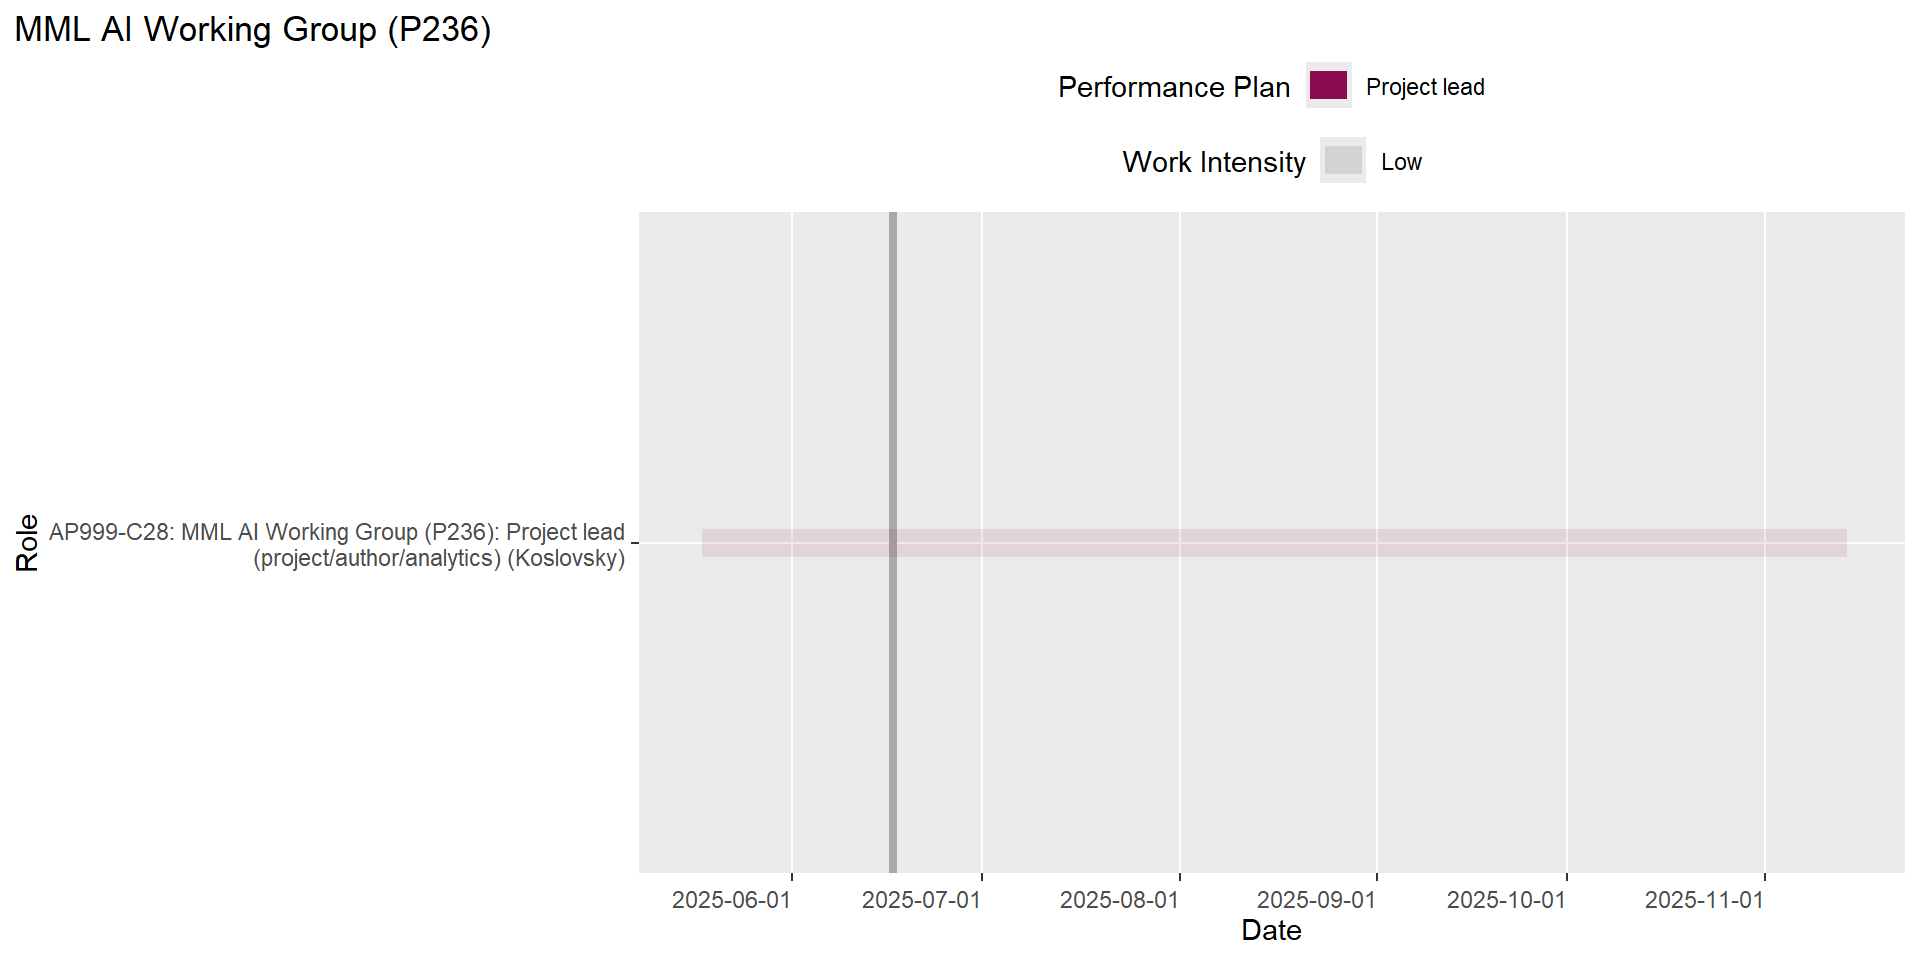 MML AI Working Group (P236)
Performance Plan Project lead
Work Intensity Low
Role
AP999-C28: MML AI Working Group (P236): Project lead
(project/author/analytics) (Koslovsky)
2025-06-01 2025-07-01 2025-08-01 2025-09-01 2025-10-01 2025-11-01
Date